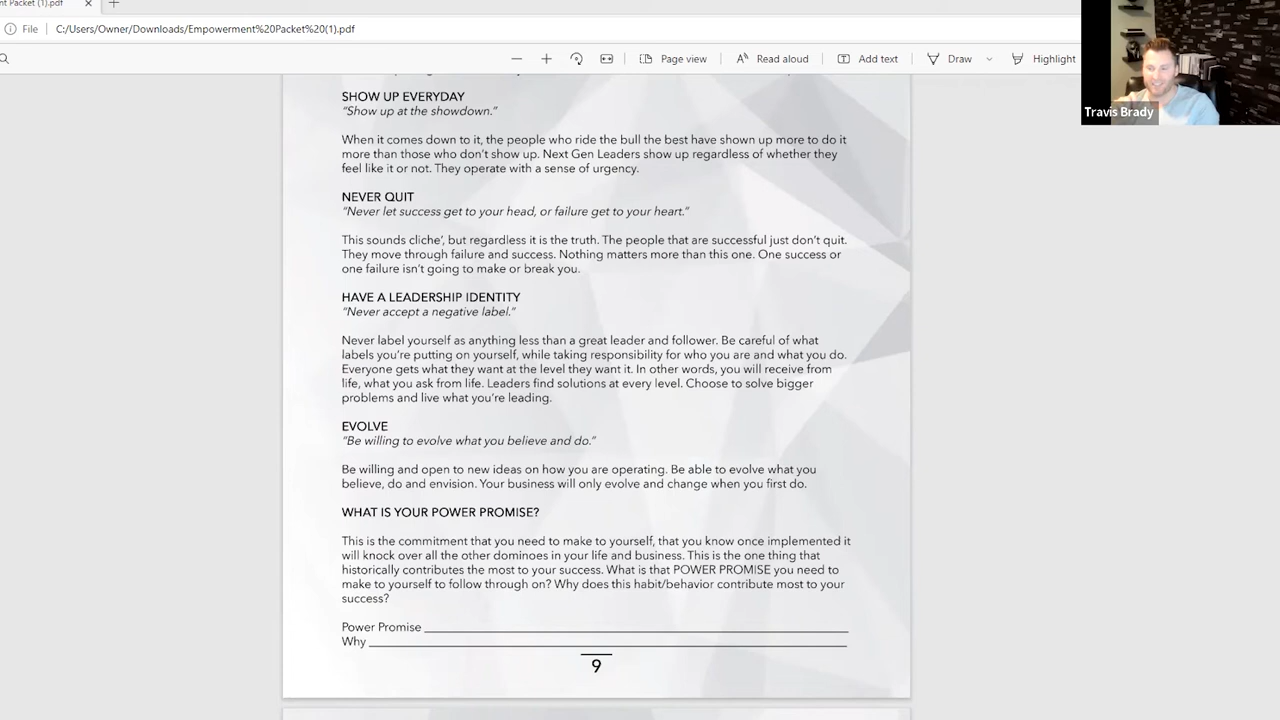 nt Packet (1).pdf
File C:/Users/Owner/Downloads/Empowerment%20Packet%20(1).pdf
Page view Read aloud Add text Draw Highlight
Travis Brady
SHOW UP EVERYDAY
“Show up at the showdown.”
When it comes down to it, the people who ride the bull the best have shown up more to do it
more than those who don’t show up. Next Gen Leaders show up regardless of whether they
feel like it or not. They operate with a sense of urgency.
NEVER QUIT
“Never let success get to your head, or failure get to your heart.”
This sounds cliche’, but regardless it is the truth. The people that are successful just don’t quit.
They move through failure and success. Nothing matters more than this one. One success or
one failure isn’t going to make or break you.
HAVE A LEADERSHIP IDENTITY
“Never accept a negative label.”
Never label yourself as anything less than a great leader and follower. Be careful of what
labels you’re putting on yourself, while taking responsibility for who you are and what you do.
Everyone gets what they want at the level they want it. In other words, you will receive from
life, what you ask from life. Leaders find solutions at every level. Choose to solve bigger
problems and live what you’re leading.
EVOLVE
“Be willing to evolve what you believe and do.”
Be willing and open to new ideas on how you are operating. Be able to evolve what you
believe, do and envision. Your business will only evolve and change when you first do.
WHAT IS YOUR POWER PROMISE?
This is the commitment that you need to make to yourself, that you know once implemented it
will knock over all the other dominoes in your life and business. This is the one thing that
historically contributes the most to your success. What is that POWER PROMISE you need to
make to yourself to follow through on? Why does this habit/behavior contribute most to your
success?
Power Promise
Why
9